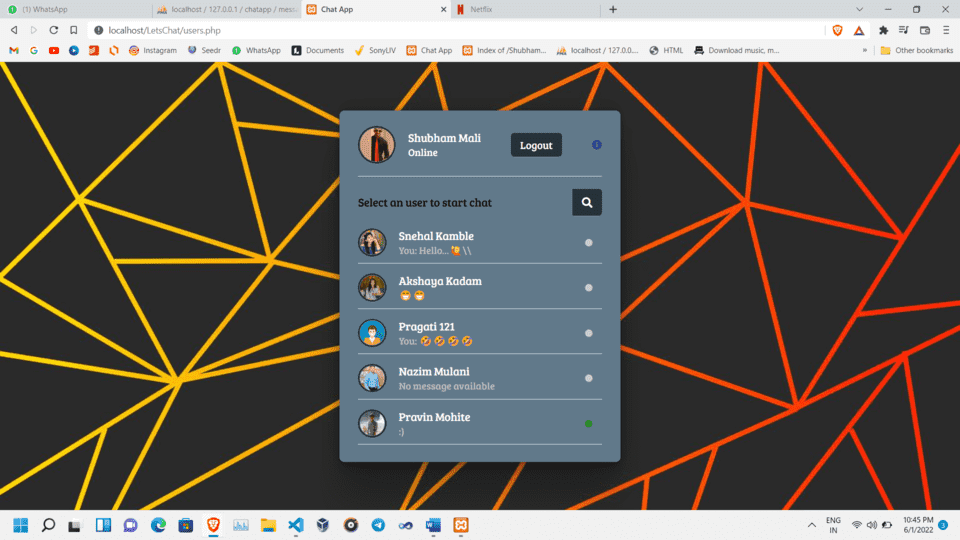 (1) WhatsApp
localhost / 127.0.0.1 / chatapp / mess
Chat App
Netflix
localhost/LetsChat/users.php
Instagram
Seedr
WhatsApp
Documents
SonyLIV
Chat App
Index of /Shubham...
localhost / 127.0.0....
HTML
Download music, m...
»
Other bookmarks
Shubham Mali
Online
Logout
Select an user to start chat
Snehal Kamble
You: Hello...🙋\\
Akshaya Kadam
😁😁
Pragati 121
You: 🤣🤣🤣🤣
Nazim Mulani
No message available
Pravin Mohite
:)
ENG
IN
10:45 PM
6/1/2022
3